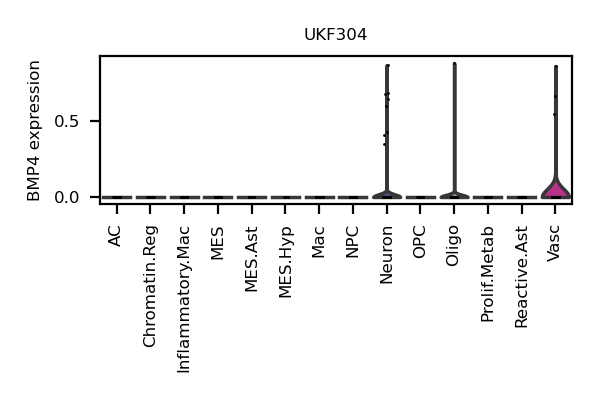 UKF304
BMP4 expression
0.5
0.0
AC
Chromatin.Reg
Inflammatory.Mac
MES
MES.Ast
MES.Hyp
Mac
NPC
Neuron
OPC
Oligo
Prolif.Metab
Reactive.Ast
Vasc